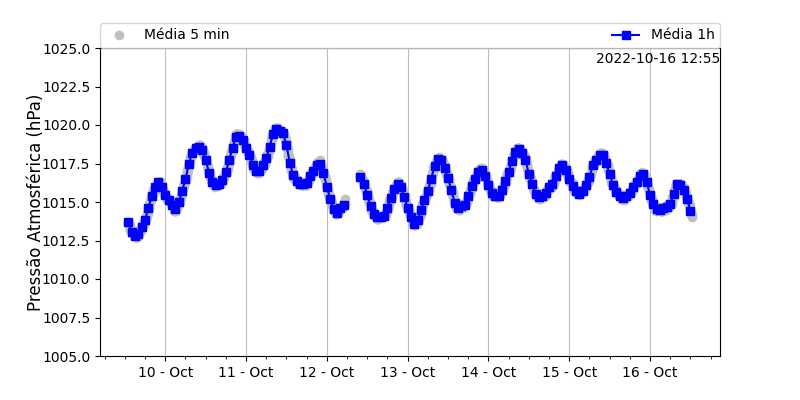 Média 5 min
Média 1h
2022-10-16 12:55
Pressão Atmosférica (hPa)
1025.0
1022.5
1020.0
1017.5
1015.0
1012.5
1010.0
1007.5
1005.0
10 - Oct
11 - Oct
12 - Oct
13 - Oct
14 - Oct
15 - Oct
16 - Oct